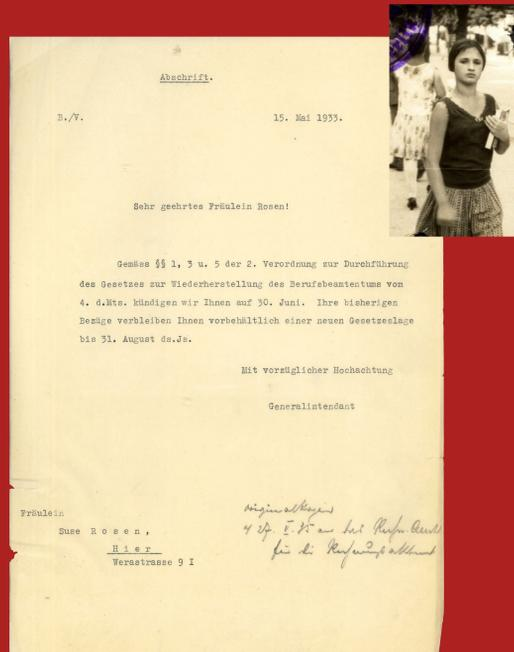 Abschrift.
B./V. 15. Mai 1933.
Sehr geehrtes Fräulein Rosen!
Gemäss §§ 1, 3 u. 5 der 2. Verordnung zur Durchführung
des Gesetzes zur Wiederherstellung des Berufsbeamtentums vom
4. d.Mts. kündigen wir Ihnen auf 30. Juni. Ihre bisherigen
Bezüge verbleiben Ihnen vorbehältlich einer neuen Gesetzeslage
bis 31. August ds.Js.
Mit vorzüglicher Hochachtung
Generalintendant
Fräulein
Suse Rosen,
Hier
Werastrasse 9 I
für die